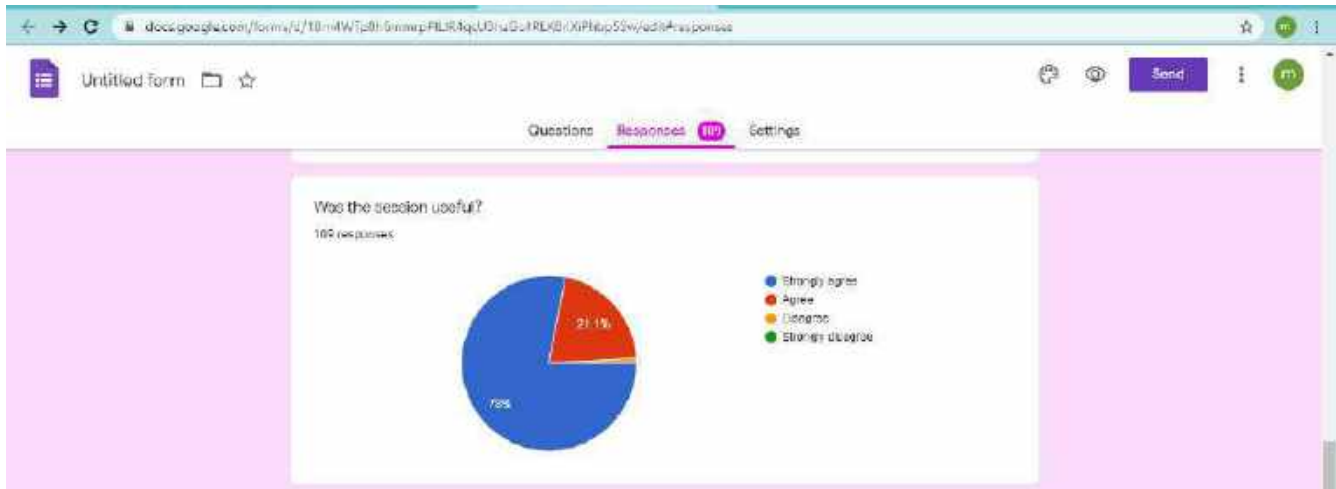 Untitled form
Send
m
Questions Responses 109 Settings
Was the session useful?
109 responses
Strongly agree
Agree
Disagree
Strongly disagree
21.1%
78%